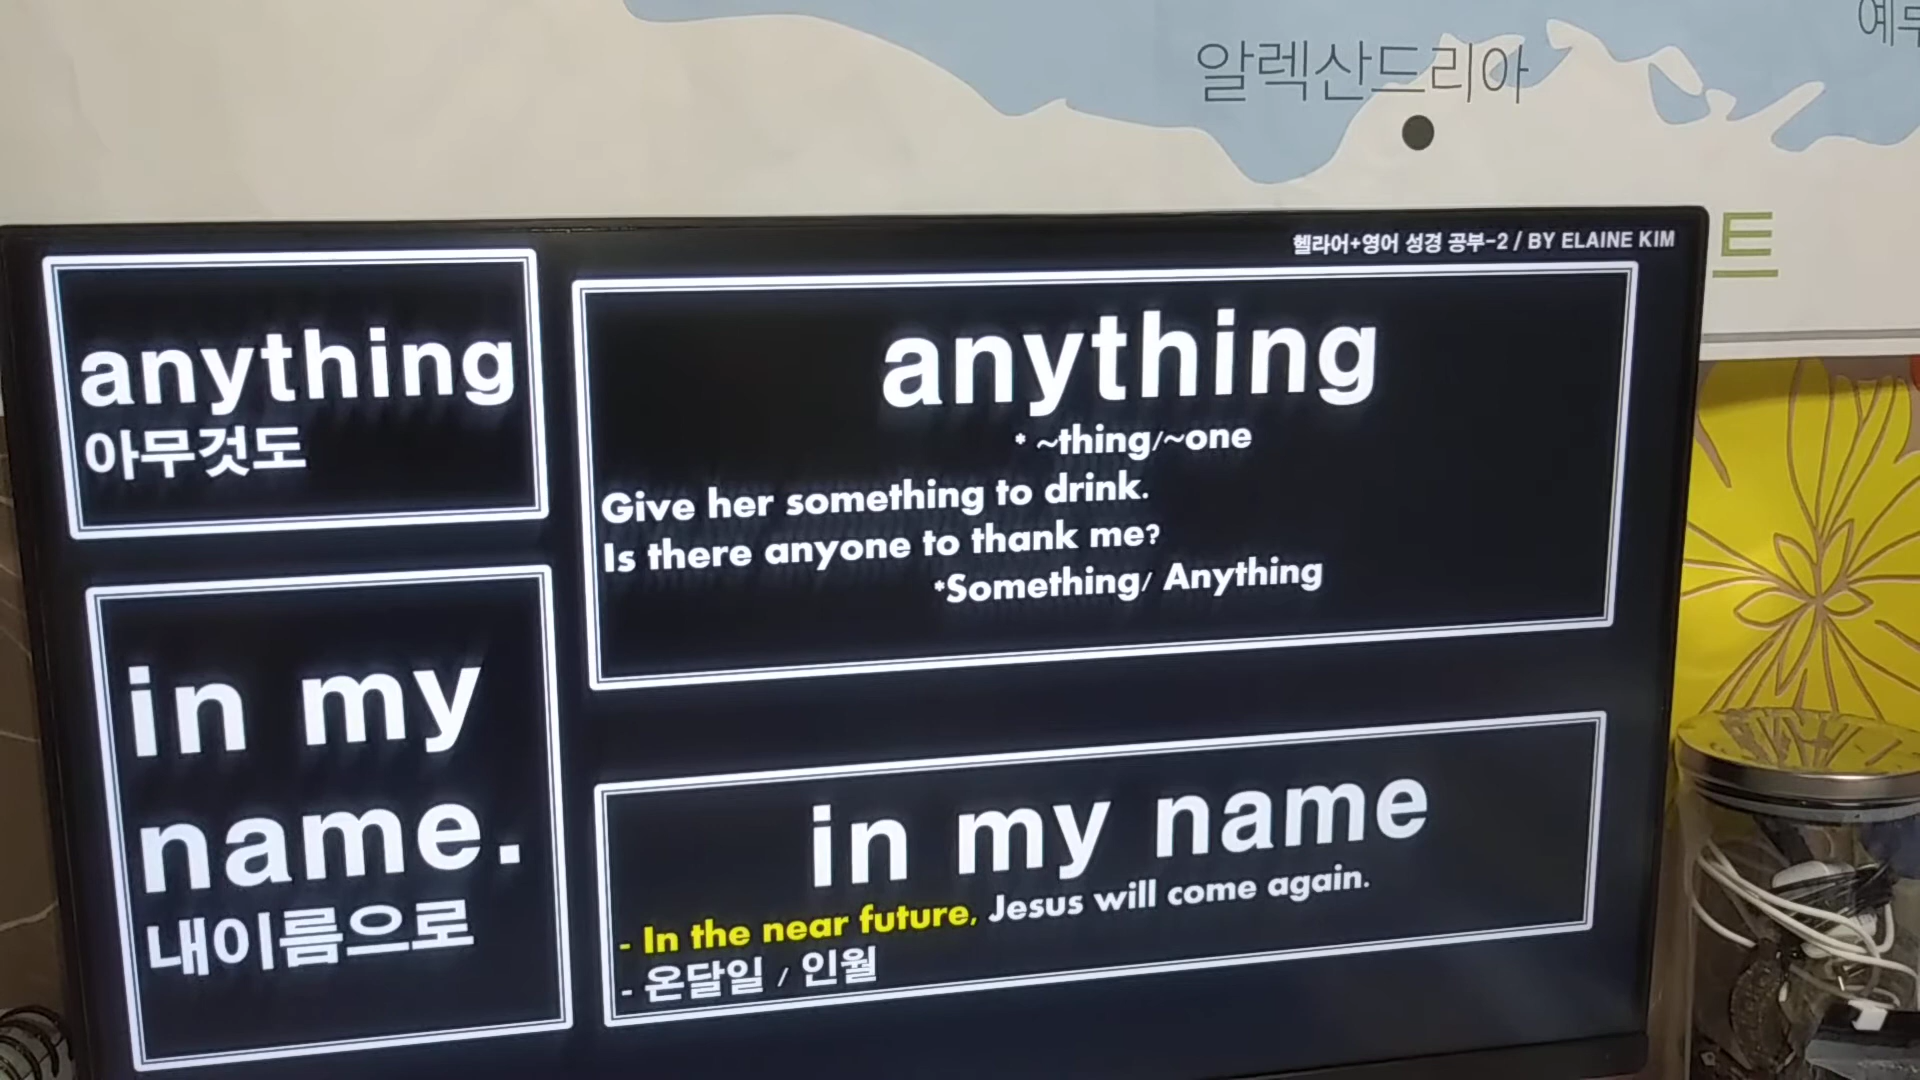 알렉산드리아
트
헬라어+영어 성경 공부-2 / BY ELAINE KIM
anything
아무것도
anything
* ~thing/~one
Give her something to drink.
Is there anyone to thank me?
*Something/ Anything
in my
name.
내이름으로
in my name
- In the near future, Jesus will come again.
- 온달일 / 인월